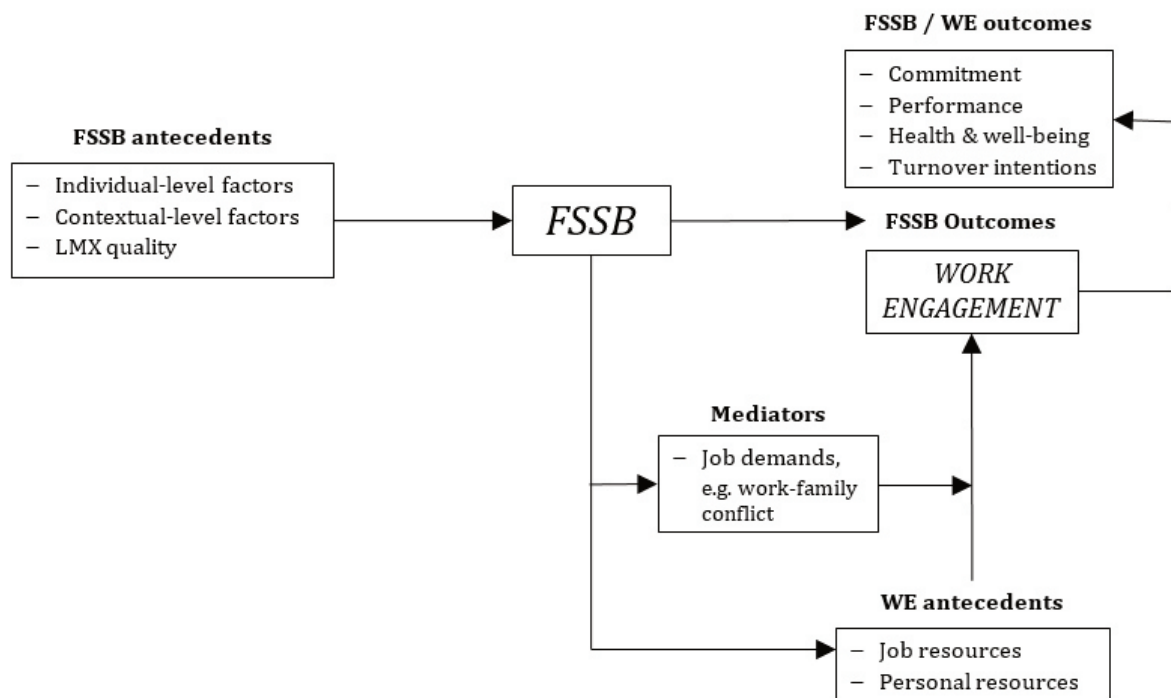 FSSB / WE outcomes
– Commitment
– Performance
– Health & well-being
– Turnover intentions
FSSB antecedents
– Individual-level factors
– Contextual-level factors
– LMX quality
FSSB
FSSB Outcomes
WORK
ENGAGEMENT
Mediators
– Job demands,
e.g. work-family
conflict
WE antecedents
– Job resources
– Personal resources